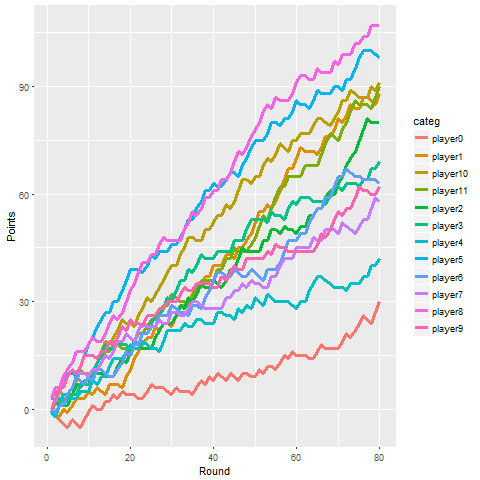 Points
90
60
30
0
0
20
40
60
80
Round
categ
player0
player1
player10
player11
player2
player3
player4
player5
player6
player7
player8
player9